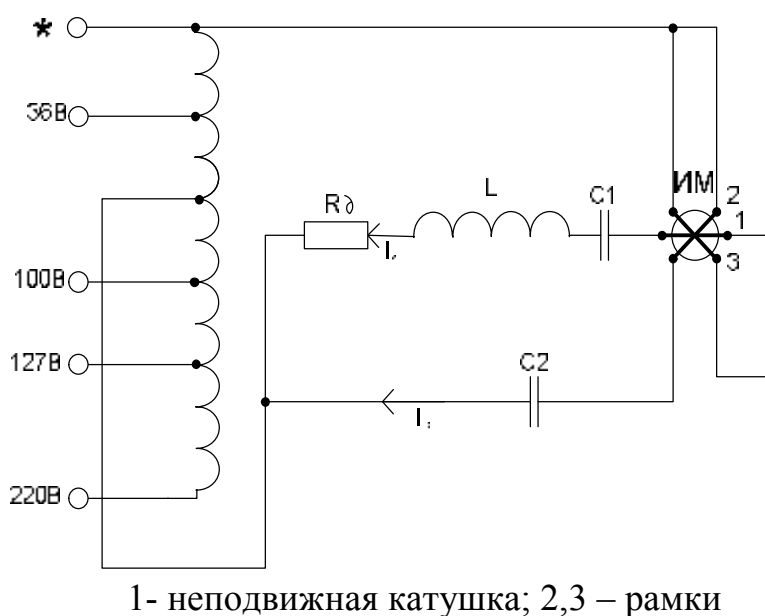 *
36В
Rд
L
C1
ИМ
2
1
I
3
100В
127В
C2
I
220В
1- неподвижная катушка; 2,3 – рамки